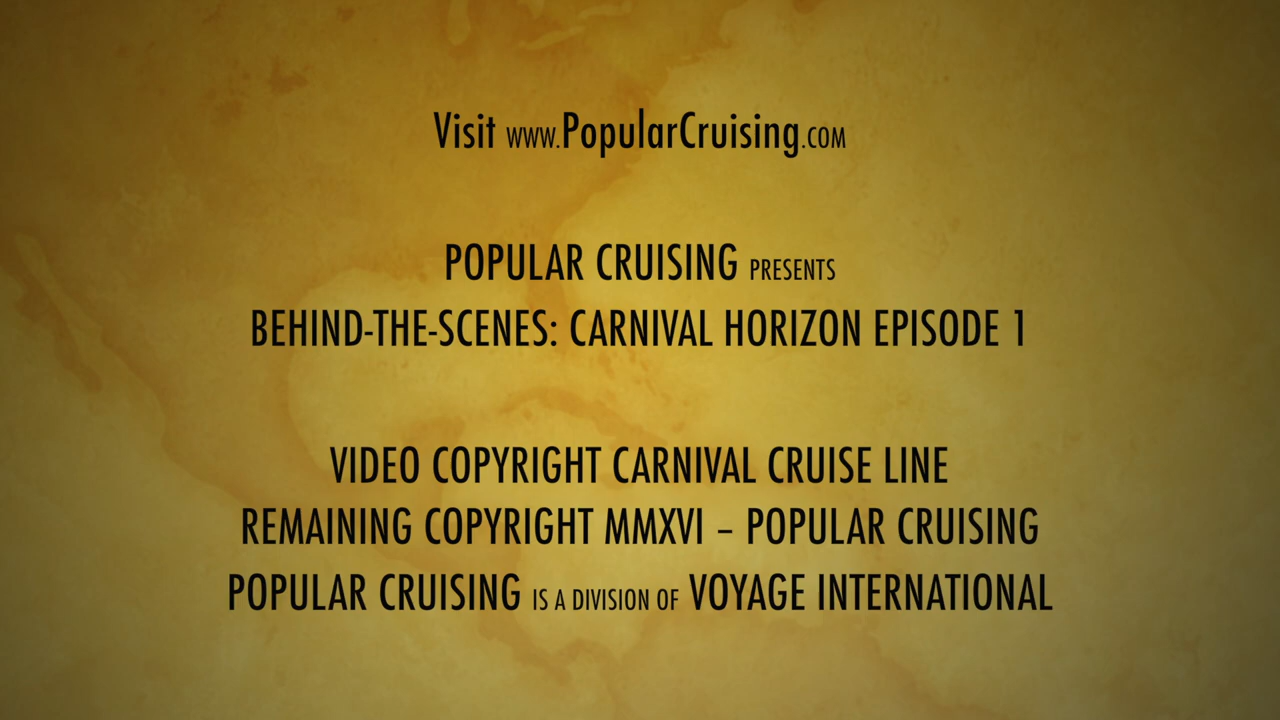 Visit www.PopularCruising.com
POPULAR CRUISING PRESENTS
BEHIND-THE-SCENES: CARNIVAL HORIZON EPISODE 1
VIDEO COPYRIGHT CARNIVAL CRUISE LINE
REMAINING COPYRIGHT MMXVI – POPULAR CRUISING
POPULAR CRUISING IS A DIVISION OF VOYAGE INTERNATIONAL